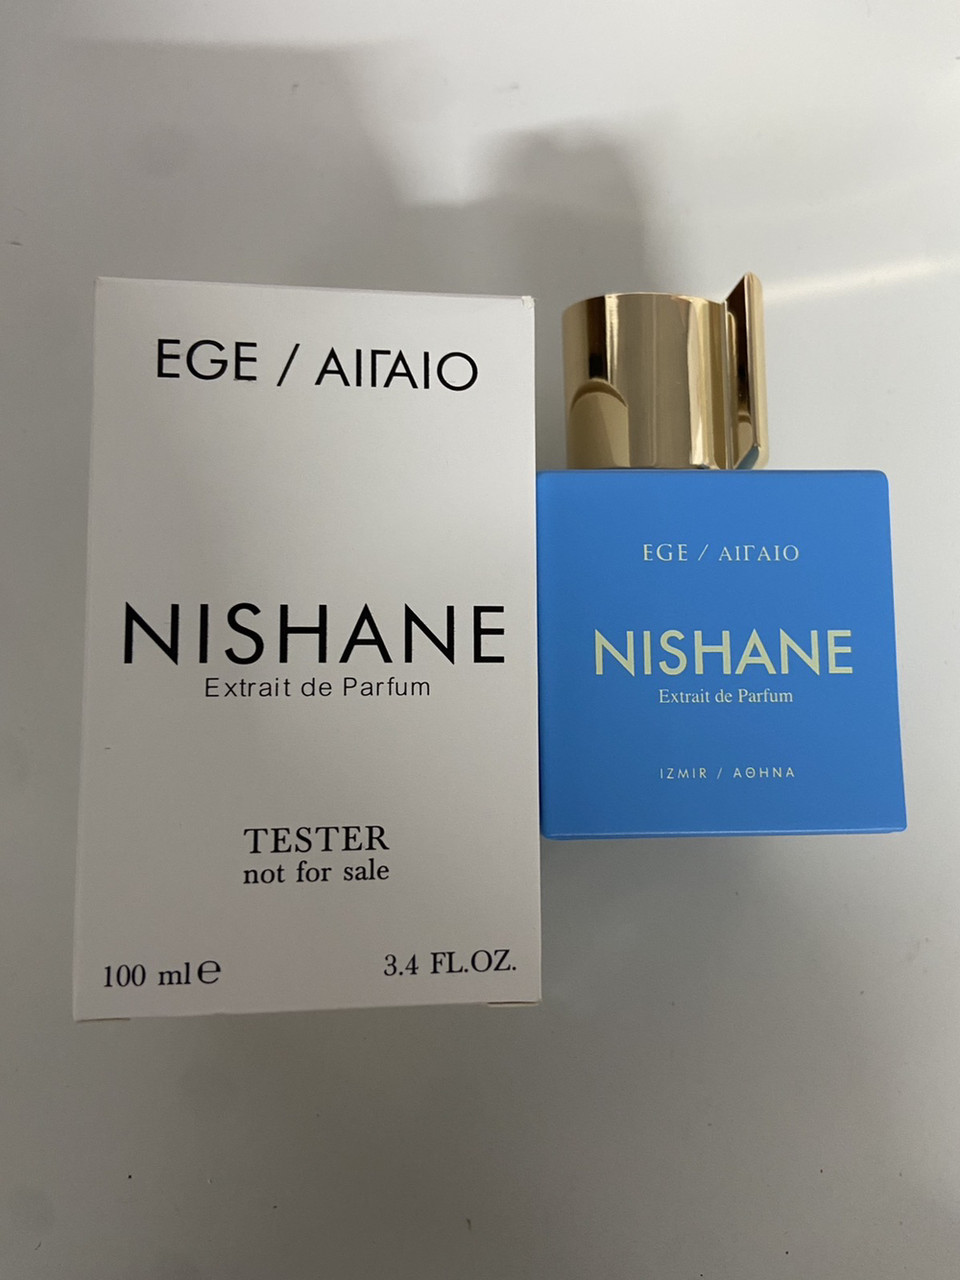 EGE / ΑΙΓΑΙΟ
NISHANE
Extrait de Parfum
TESTER
not for sale
100 ml℮
3.4 FL.OZ.
EGE / ΑΙΓΑΙΟ
NISHANE
Extrait de Parfum
IZMIR / ΑΘΗΝΑ